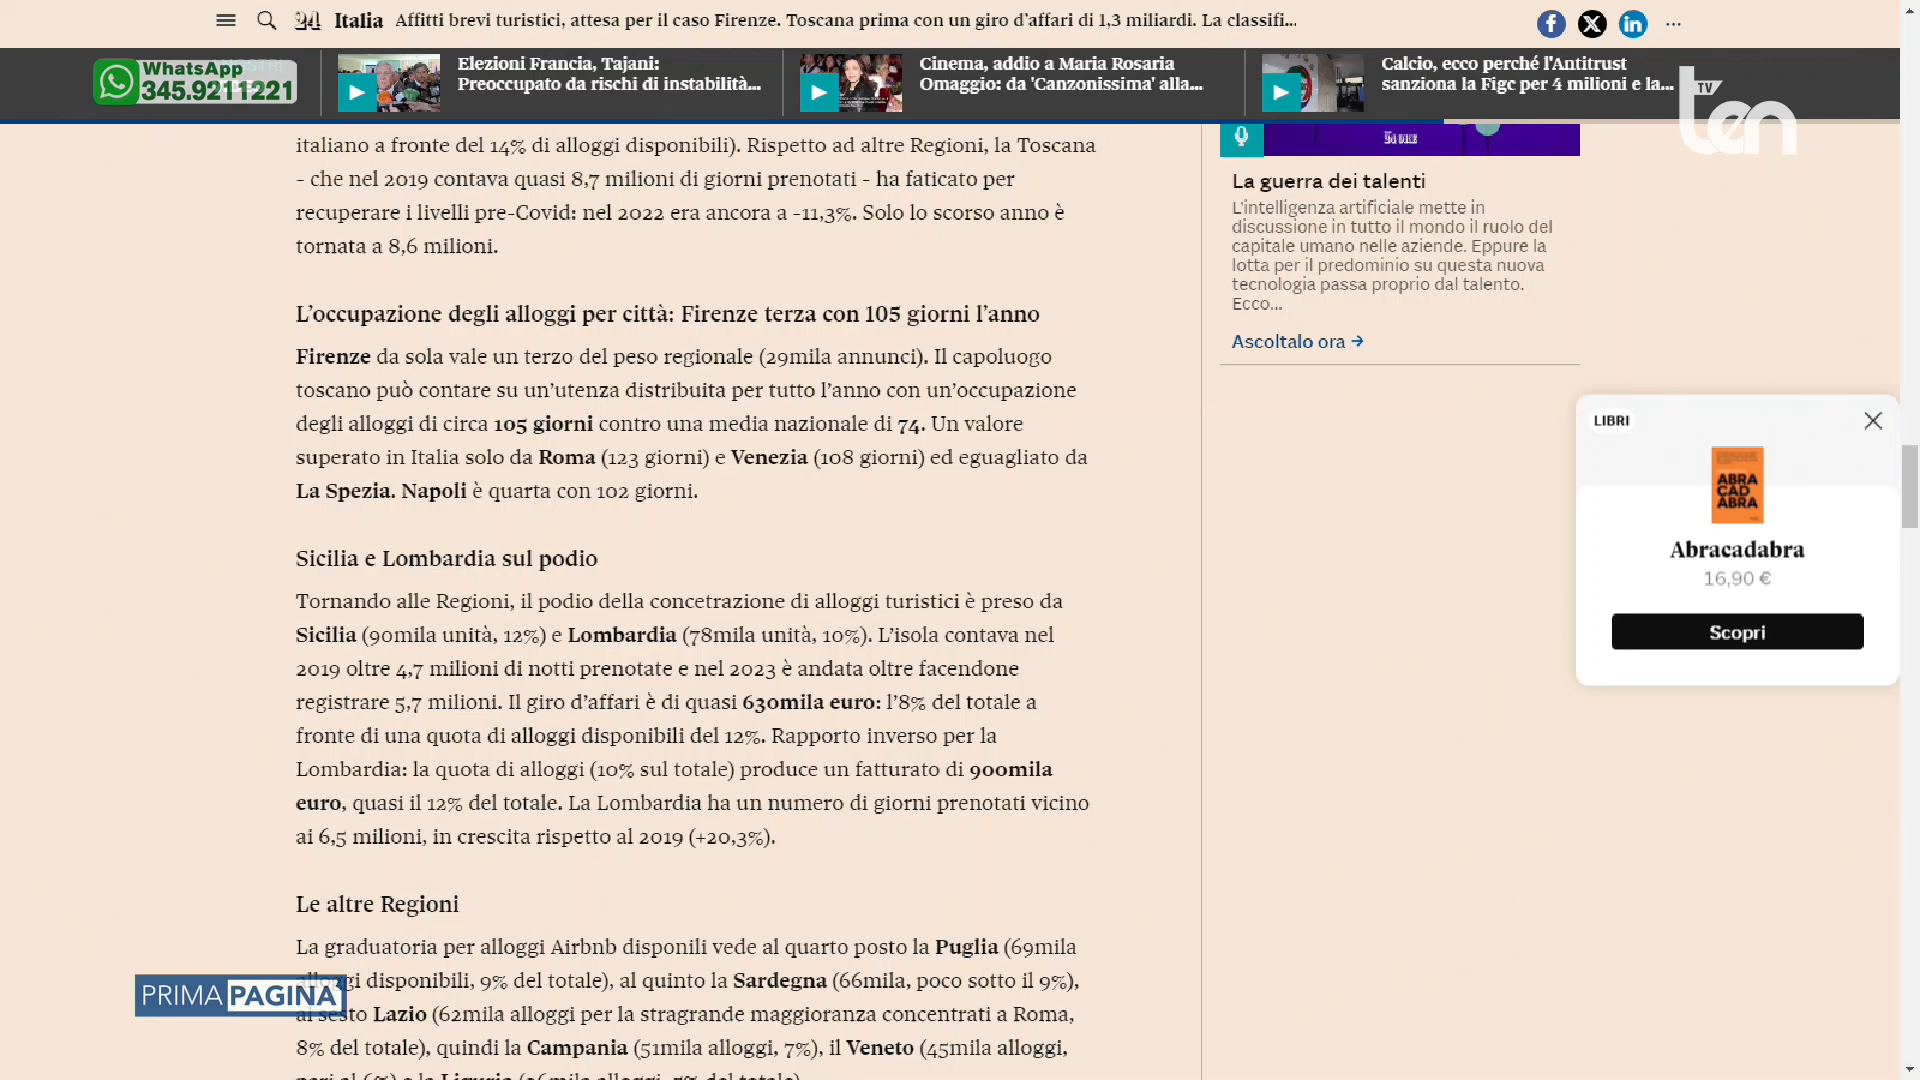 24 Italia Affitti brevi turistici, attesa per il caso Firenze. Toscana prima con un giro d'affari di 1,3 miliardi. La classifi...
WhatsApp
345.9211221
Elezioni Francia, Tajani:
Preoccupato da rischi di instabilità...
Cinema, addio a Maria Rosaria
Omaggio: da 'Canzonissima' alla...
Calcio, ecco perché l'Antitrust
sanziona la Figc per 4 milioni e la...
TV
ten
italiano a fronte del 14% di alloggi disponibili). Rispetto ad altre Regioni, la Toscana
- che nel 2019 contava quasi 8,7 milioni di giorni prenotati - ha faticato per
recuperare i livelli pre-Covid: nel 2022 era ancora a -11,3%. Solo lo scorso anno è
tornata a 8,6 milioni.
L'occupazione degli alloggi per città: Firenze terza con 105 giorni l'anno
Firenze da sola vale un terzo del peso regionale (29mila annunci). Il capoluogo
toscano può contare su un'utenza distribuita per tutto l'anno con un'occupazione
degli alloggi di circa 105 giorni contro una media nazionale di 74. Un valore
superato in Italia solo da Roma (123 giorni) e Venezia (108 giorni) ed eguagliato da
La Spezia. Napoli è quarta con 102 giorni.
Sicilia e Lombardia sul podio
Tornando alle Regioni, il podio della concetrazione di alloggi turistici è preso da
Sicilia (90mila unità, 12%) e Lombardia (78mila unità, 10%). L'isola contava nel
2019 oltre 4,7 milioni di notti prenotate e nel 2023 è andata oltre facendone
registrare 5,7 milioni. Il giro d'affari è di quasi 630mila euro: l'8% del totale a
fronte di una quota di alloggi disponibili del 12%. Rapporto inverso per la
Lombardia: la quota di alloggi (10% sul totale) produce un fatturato di 900mila
euro, quasi il 12% del totale. La Lombardia ha un numero di giorni prenotati vicino
ai 6,5 milioni, in crescita rispetto al 2019 (+20,3%).
Le altre Regioni
La graduatoria per alloggi Airbnb disponili vede al quarto posto la Puglia (69mila
alloggi disponibili, 9% del totale), al quinto la Sardegna (66mila, poco sotto il 9%),
al sesto Lazio (62mila alloggi per la stragrande maggioranza concentrati a Roma,
8% del totale), quindi la Campania (51mila alloggi, 7%), il Veneto (45mila alloggi,
PRIMA PAGINA
La guerra dei talenti
L'intelligenza artificiale mette in
discussione in tutto il mondo il ruolo del
capitale umano nelle aziende. Eppure la
lotta per il predominio su questa nuova
tecnologia passa proprio dal talento.
Ecco...
Ascoltalo ora →
LIBRI
ABRA
CAD
ABRA
Abracadabra
16,90 €
Scopri